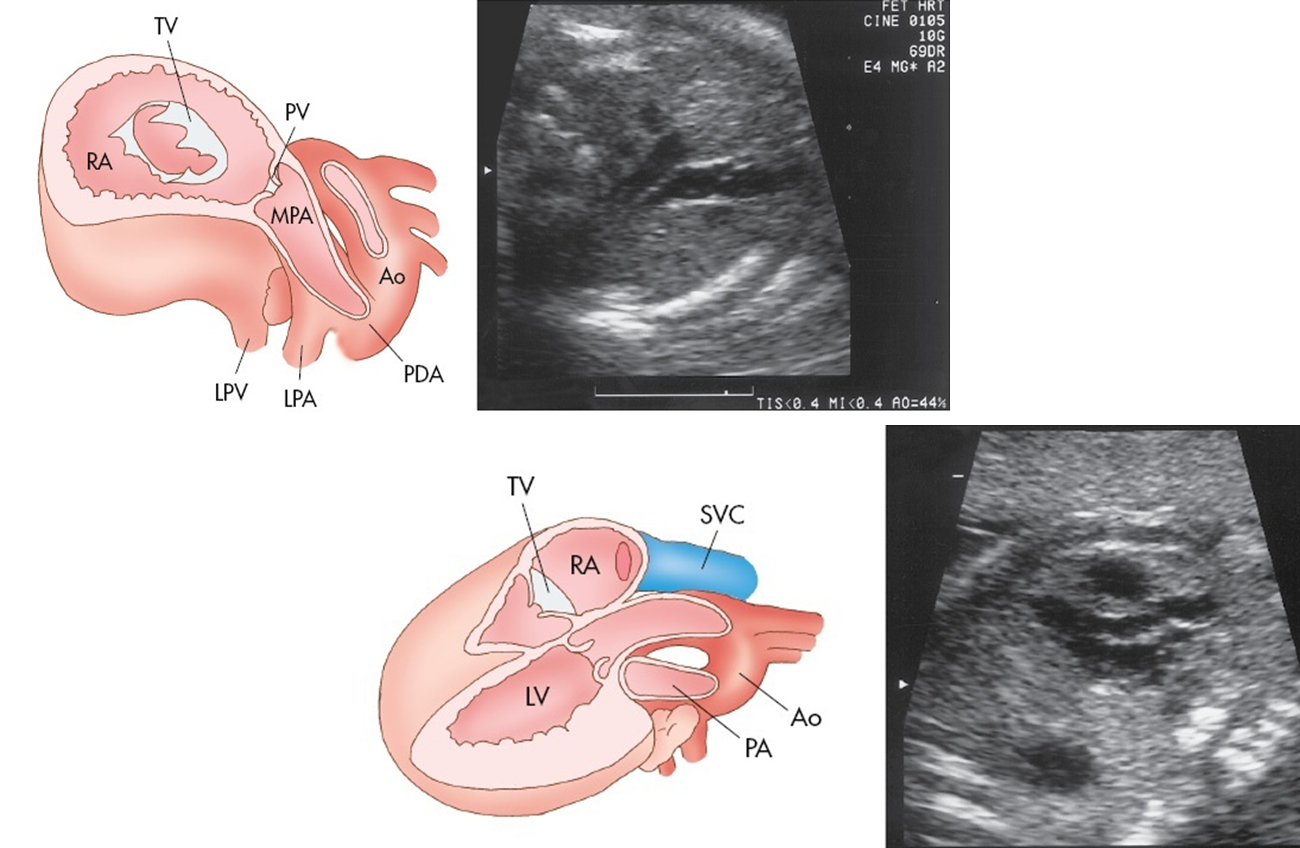 TV
PV
RA
MPA
Ao
PDA
LPV
LPA
FET HRT
CINE 0105
10G
69DR
E4 MG* A2
TIS<0.4 MI<0.4 AO=44%
TV
SVC
RA
LV
Ao
PA